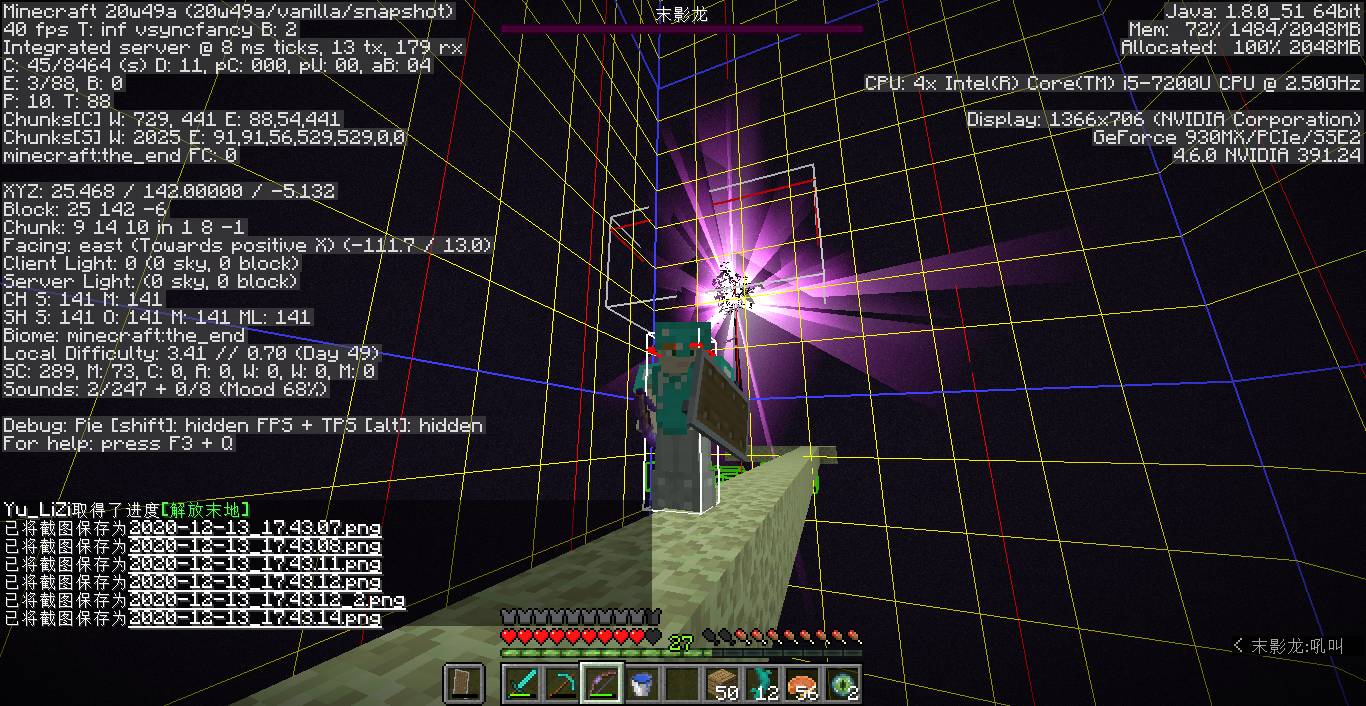 Minecraft 20w49a (20w49a/vanilla/snapshot)
40 fps T: inf vsyncfancy B: 2
Integrated server @ 8 ms ticks, 13 tx, 179 rx
C: 45/8464 (s) D: 11, pC: 000, pU: 00, aB: 04
E: 3/88, B: 0
P: 10. T: 88
Chunks[C] W: 729, 441 E: 88,54,441
Chunks[S] W: 2025 E: 91,91,56,529,529,0,0
minecraft:the_end FC: 0
XYZ: 25.468 / 142.00000 / -5.132
Block: 25 142 -6
Chunk: 9 14 10 in 1 8 -1
Facing: east (Towards positive X) (-111.7 / 13.0)
Client Light: 0 (0 sky, 0 block)
Server Light: (0 sky, 0 block)
CH S: 141 M: 141
SH S: 141 O: 141 M: 141 ML: 141
Biome: minecraft:the_end
Local Difficulty: 3.41 // 0.70 (Day 49)
SC: 289, M: 73, C: 0, A: 0, W: 0, W: 0, M: 0
Sounds: 2/247 + 0/8 (Mood 68%)
Debug: Pie [shift]: hidden FPS + TPS [alt]: hidden
For help: press F3 + Q
末影龙
Java: 1.8.0_51 64bit
Mem: 72% 1484/2048MB
Allocated: 100% 2048MB
CPU: 4x Intel(R) Core(TM) i5-7200U CPU @ 2.50GHz
Display: 1366x706 (NVIDIA Corporation)
GeForce 930MX/PCIe/SSE2
4.6.0 NVIDIA 391.24
Yu_LiZi取得了进度[解放末地]
已将截图保存为2020-12-13_17.43.07.png
已将截图保存为2020-12-13_17.43.08.png
已将截图保存为2020-12-13_17.43.11.png
已将截图保存为2020-12-13_17.43.12.png
已将截图保存为2020-12-13_17.43.12_2.png
已将截图保存为2020-12-13_17.43.14.png
< 末影龙:吼叫
27
50 12 56 2